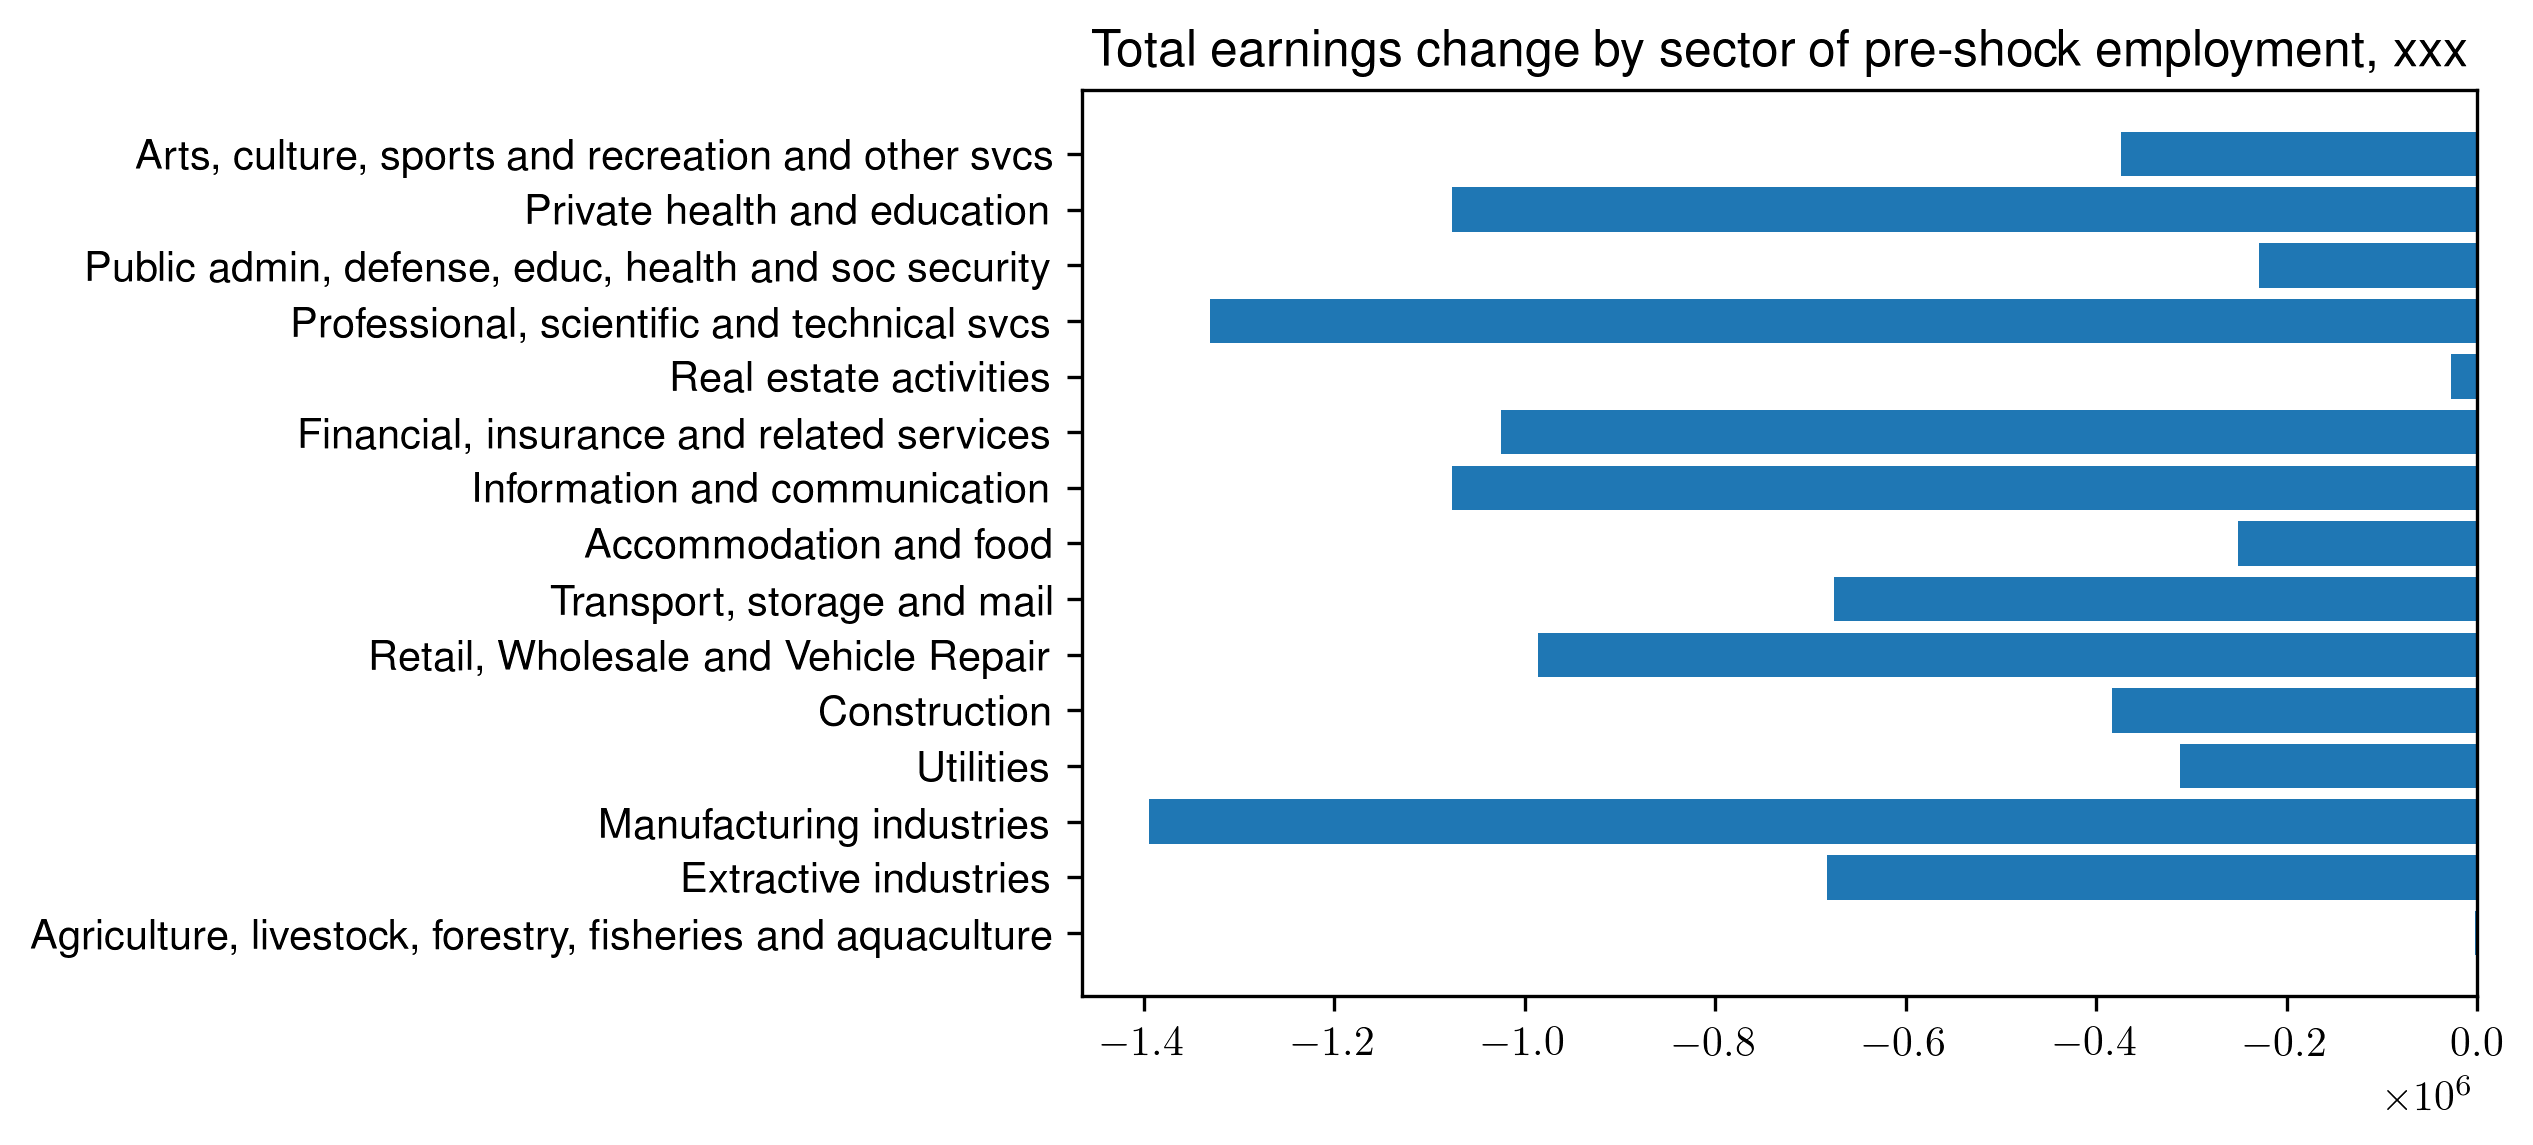 Total earnings change by sector of pre-shock employment, xxx
Arts, culture, sports and recreation and other svcs
Private health and education
Public admin, defense, educ, health and soc security
Professional, scientific and technical svcs
Real estate activities
Financial, insurance and related services
Information and communication
Accommodation and food
Transport, storage and mail
Retail, Wholesale and Vehicle Repair
Construction
Utilities
Manufacturing industries
Extractive industries
Agriculture, livestock, forestry, fisheries and aquaculture
−1.4 −1.2 −1.0 −0.8 −0.6 −0.4 −0.2 0.0
×10⁶